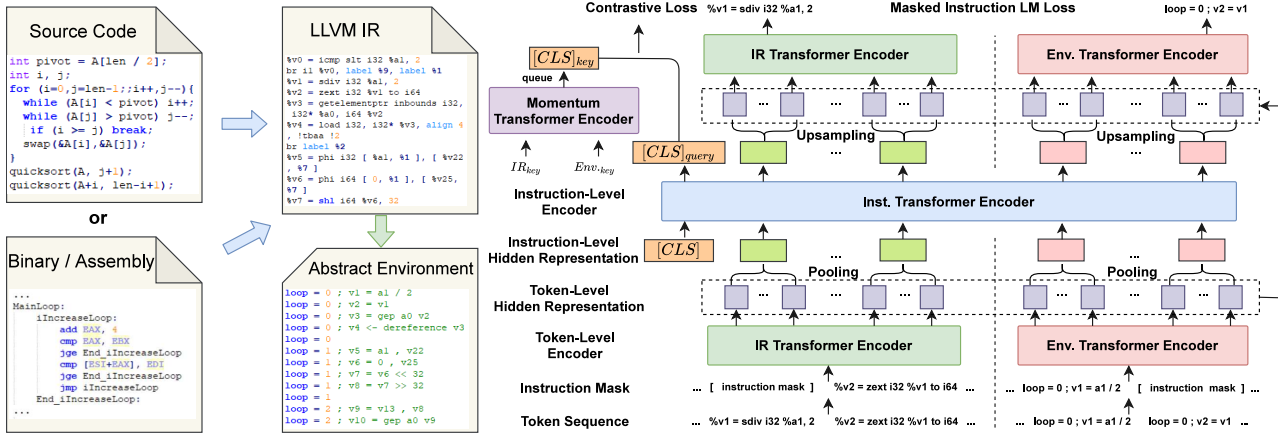 Source Code
int pivot = A[len / 2];
int i, j;
for (i=0,j=len-1;;i++,j--){
while (A[i] < pivot) i++;
while (A[j] > pivot) j--;
if (i >= j) break;
swap(&A[i],&A[j]);
}
quicksort(A, j+1);
quicksort(A+i, len-i+1);
or
Binary / Assembly
...
MainLoop:
iIncreaseLoop:
add EAX, 4
cmp EAX, EBX
jge End_iIncreaseLoop
cmp [ESI+EAX], EDI
jge End_iIncreaseLoop
jmp iIncreaseLoop
End_iIncreaseLoop:
...
LLVM IR
%v0 = icmp slt i32 %a1, 2
br i1 %v0, label %9, label %1
%v1 = sdiv i32 %a1, 2
%v2 = zext i32 %v1 to i64
%v3 = getelementptr inbounds i32,
i32* %a0, i64 %v2
%v4 = load i32, i32* %v3, align 4
, !tbaa !2
br label %2
%v5 = phi i32 [ %a1, %1 ], [ %v22
, %7 ]
%v6 = phi i64 [ 0, %1 ], [ %v25,
%7 ]
%v7 = shl i64 %v6, 32
Abstract Environment
loop = 0 ; v1 = a1 / 2
loop = 0 ; v2 = v1
loop = 0 ; v3 = gep a0 v2
loop = 0 ; v4 <- dereference v3
loop = 0
loop = 1 ; v5 = a1 , v22
loop = 1 ; v6 = 0 , v25
loop = 1 ; v7 = v6 << 32
loop = 1 ; v8 = v7 >> 32
loop = 1
loop = 2 ; v9 = v13 , v8
loop = 2 ; v10 = gep a0 v9
Contrastive Loss
%v1 = sdiv i32 %a1, 2
Masked Instruction LM Loss
loop = 0 ; v2 = v1
[CLS]key
queue
Momentum
Transformer Encoder
IRkey
Env.key
[CLS]query
IR Transformer Encoder
Env. Transformer Encoder
... ... ...
... ... ...
Upsampling
Upsampling
...
...
Instruction-Level
Encoder
Inst. Transformer Encoder
Instruction-Level
Hidden Representation
[CLS]
...
...
Pooling
Pooling
Token-Level
Hidden Representation
... ... ...
... ... ...
Token-Level
Encoder
IR Transformer Encoder
Env. Transformer Encoder
Instruction Mask
... [ instruction mask ] %v2 = zext i32 %v1 to i64 ...
... loop = 0 ; v1 = a1 / 2 [ instruction mask ] ...
Token Sequence
... %v1 = sdiv i32 %a1, 2 %v2 = zext i32 %v1 to i64 ...
... loop = 0 ; v1 = a1 / 2 loop = 0 ; v2 = v1 ...